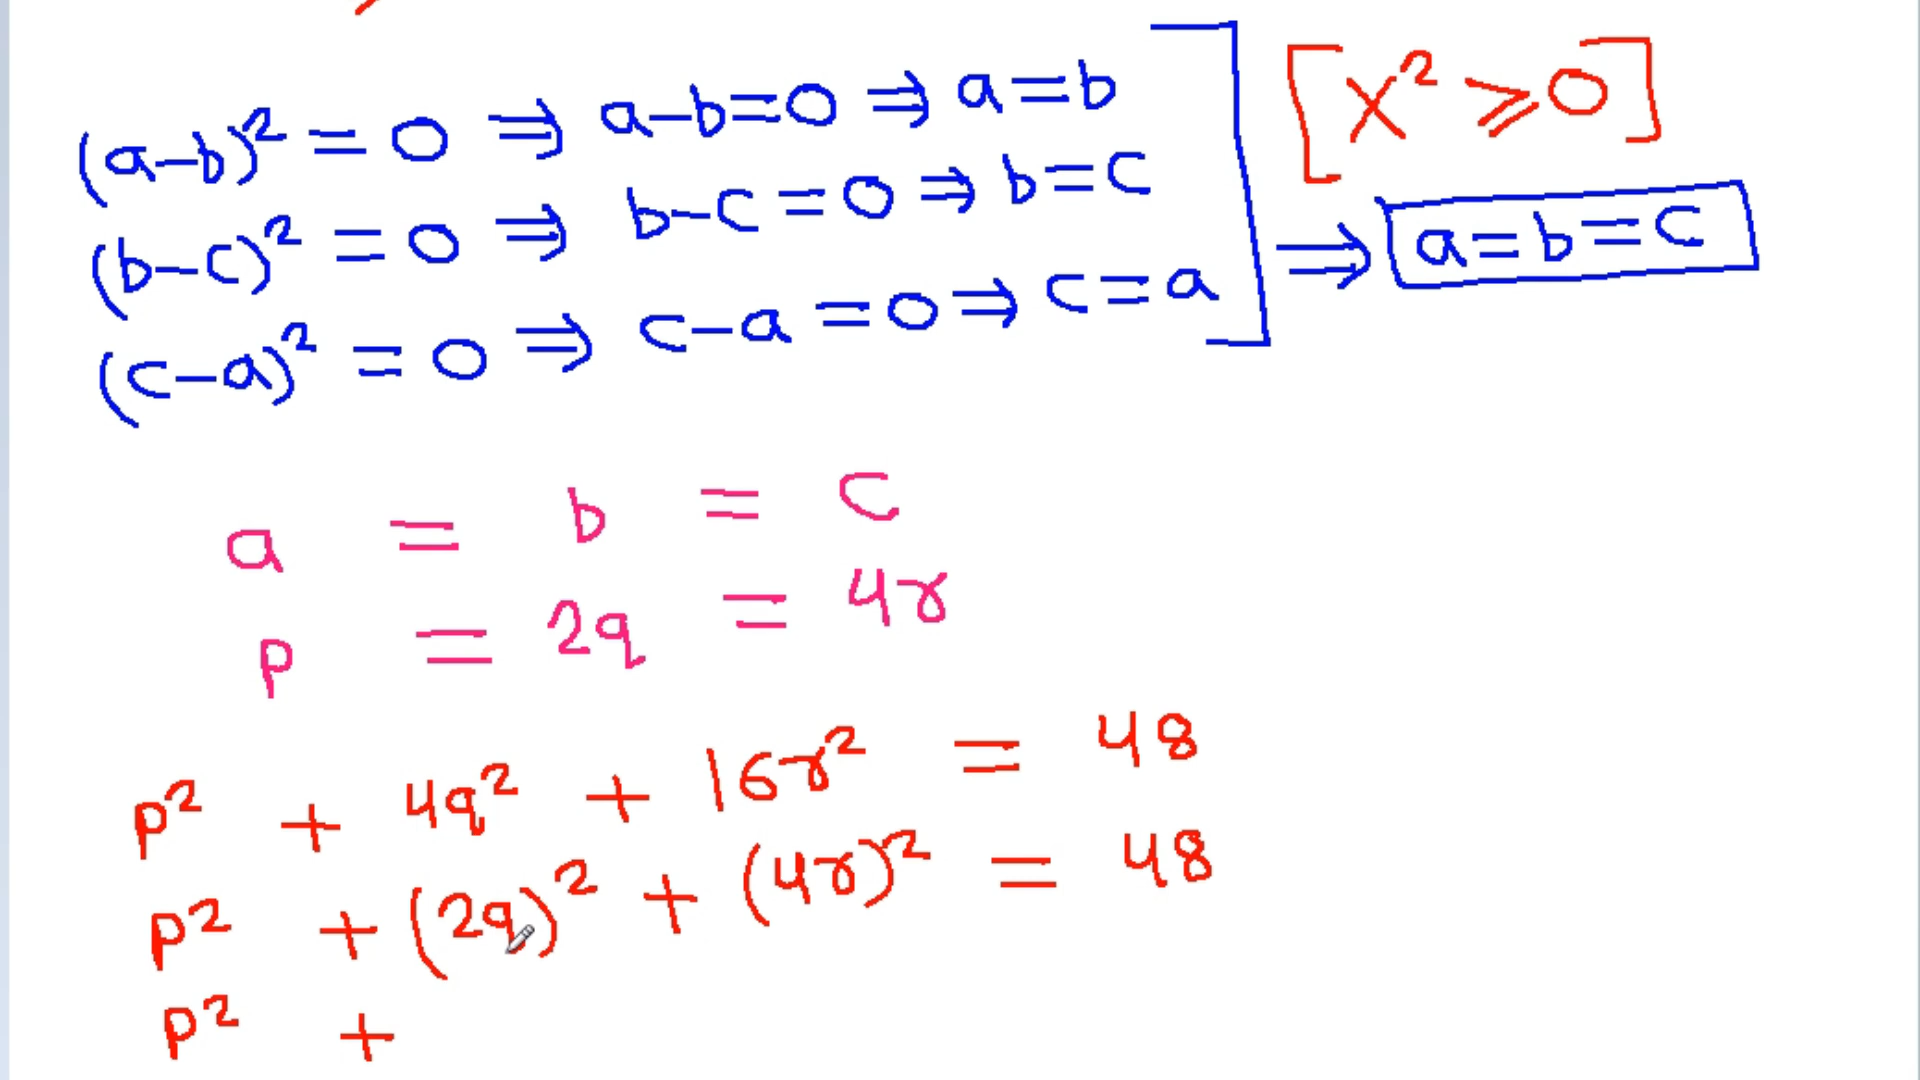 (a-b)² = 0 ⇒ a-b=0 ⇒ a=b
[x² ⩾ 0]
(b-c)² = 0 ⇒ b-c=0 ⇒ b=c
⇒ a=b=c
(c-a)² = 0 ⇒ c-a=0 ⇒ c=a
a = b = c
p = 2q = 4r
p² + 4q² + 16r² = 48
p² + (2q)² + (4r)² = 48
p² +